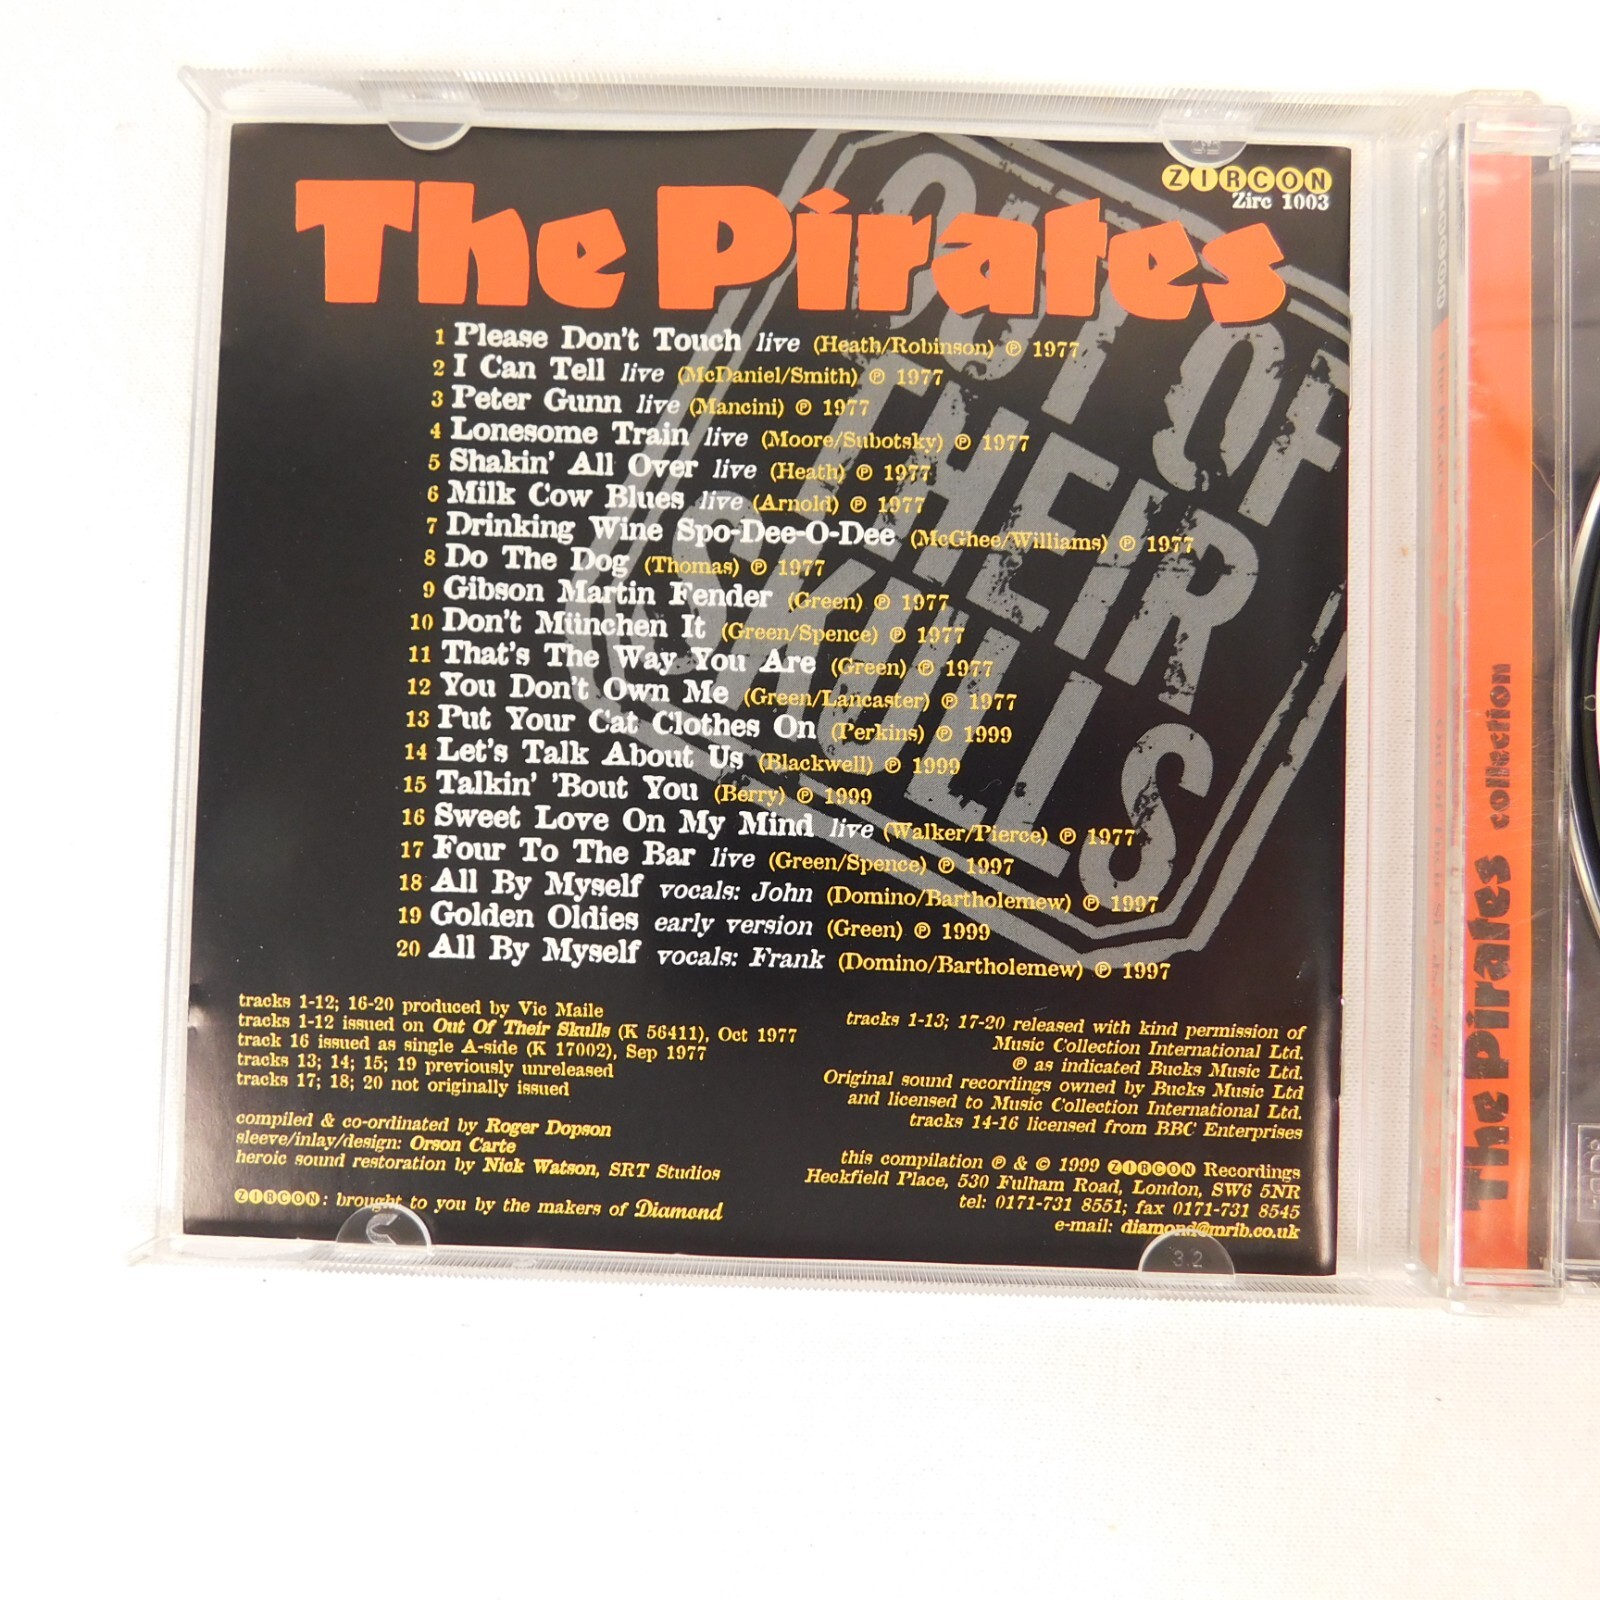 ZIRCON
Zirc 1003
The Pirates
OUT OF
THEIR
SKULLS
1 Please Don't Touch live (Heath/Robinson) ℗ 1977
2 I Can Tell live (McDaniel/Smith) ℗ 1977
3 Peter Gunn live (Mancini) ℗ 1977
4 Lonesome Train live (Moore/Subotsky) ℗ 1977
5 Shakin' All Over live (Heath) ℗ 1977
6 Milk Cow Blues live (Arnold) ℗ 1977
7 Drinking Wine Spo-Dee-O-Dee (McGhee/Williams) ℗ 1977
8 Do The Dog (Thomas) ℗ 1977
9 Gibson Martin Fender (Green) ℗ 1977
10 Don't München It (Green/Spence) ℗ 1977
11 That's The Way You Are (Green) ℗ 1977
12 You Don't Own Me (Green/Lancaster) ℗ 1977
13 Put Your Cat Clothes On (Perkins) ℗ 1999
14 Let's Talk About Us (Blackwell) ℗ 1999
15 Talkin' 'Bout You (Berry) ℗ 1999
16 Sweet Love On My Mind live (Walker/Pierce) ℗ 1977
17 Four To The Bar live (Green/Spence) ℗ 1997
18 All By Myself vocals: John (Domino/Bartholemew) ℗ 1997
19 Golden Oldies early version (Green) ℗ 1999
20 All By Myself vocals: Frank (Domino/Bartholemew) ℗ 1997
tracks 1-12; 16-20 produced by Vic Maile
tracks 1-12 issued on Out Of Their Skulls (K 56411), Oct 1977
track 16 issued as single A-side (K 17002), Sep 1977
tracks 13; 14; 15; 19 previously unreleased
tracks 17; 18; 20 not originally issued
compiled & co-ordinated by Roger Dopson
sleeve/inlay/design: Orson Carte
heroic sound restoration by Nick Watson, SRT Studios
ZIRCON: brought to you by the makers of Diamond
tracks 1-13; 17-20 released with kind permission of
Music Collection International Ltd.
℗ as indicated Bucks Music Ltd.
Original sound recordings owned by Bucks Music Ltd
and licensed to Music Collection International Ltd.
tracks 14-16 licensed from BBC Enterprises
this compilation ℗ & © 1999 ZIRCON Recordings
Heckfield Place, 530 Fulham Road, London, SW6 5NR
tel: 0171-731 8551; fax 0171-731 8545
e-mail: diamond@mrib.co.uk
3.2
The Pirates collection